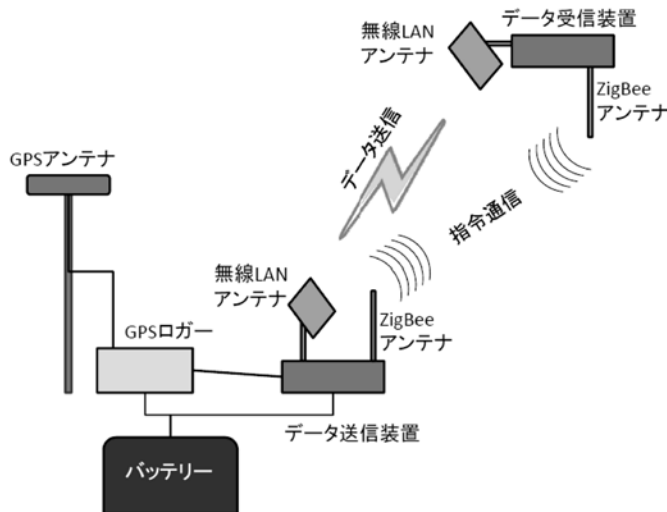 データ受信装置
無線LAN
アンテナ
ZigBee
アンテナ
データ送信
指令通信
GPSアンテナ
無線LAN
アンテナ
ZigBee
アンテナ
GPSロガー
データ送信装置
バッテリー